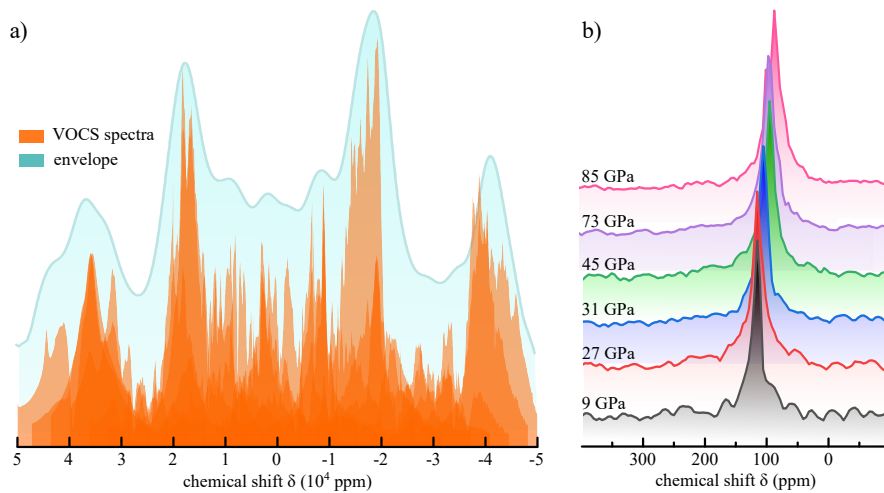 a)
VOCS spectra
envelope
5 4 3 2 1 0 -1 -2 -3 -4 -5
chemical shift δ (10⁴ ppm)
b)
85 GPa
73 GPa
45 GPa
31 GPa
27 GPa
9 GPa
300 200 100 0
chemical shift δ (ppm)